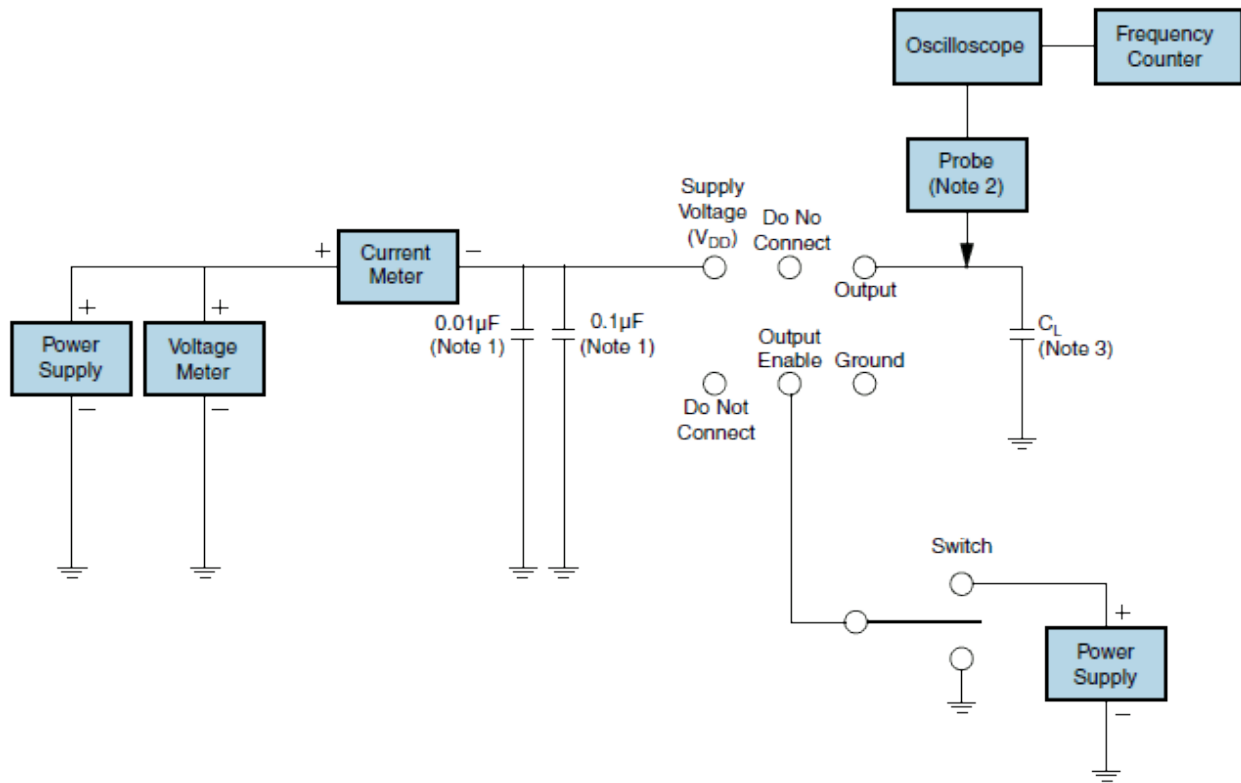 Oscilloscope
Frequency
Counter
Probe
(Note 2)
Supply
Voltage
(VDD)
Do No
Connect
Output
+
Current
Meter
−
0.01µF
(Note 1)
0.1µF
(Note 1)
CL
(Note 3)
+
Power
Supply
−
+
Voltage
Meter
−
Output
Enable
Ground
Do Not
Connect
Switch
+
Power
Supply
−